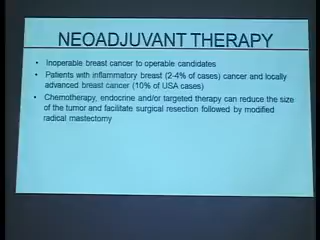 NEOADJUVANT THERAPY
• Inoperable breast cancer to operable candidates
• Patients with inflammatory breast (2-4% of cases) cancer and locally
advanced breast cancer (10% of USA cases)
• Chemotherapy, endocrine and/or targeted therapy can reduce the size
of the tumor and facilitate surgical resection followed by modified
radical mastectomy